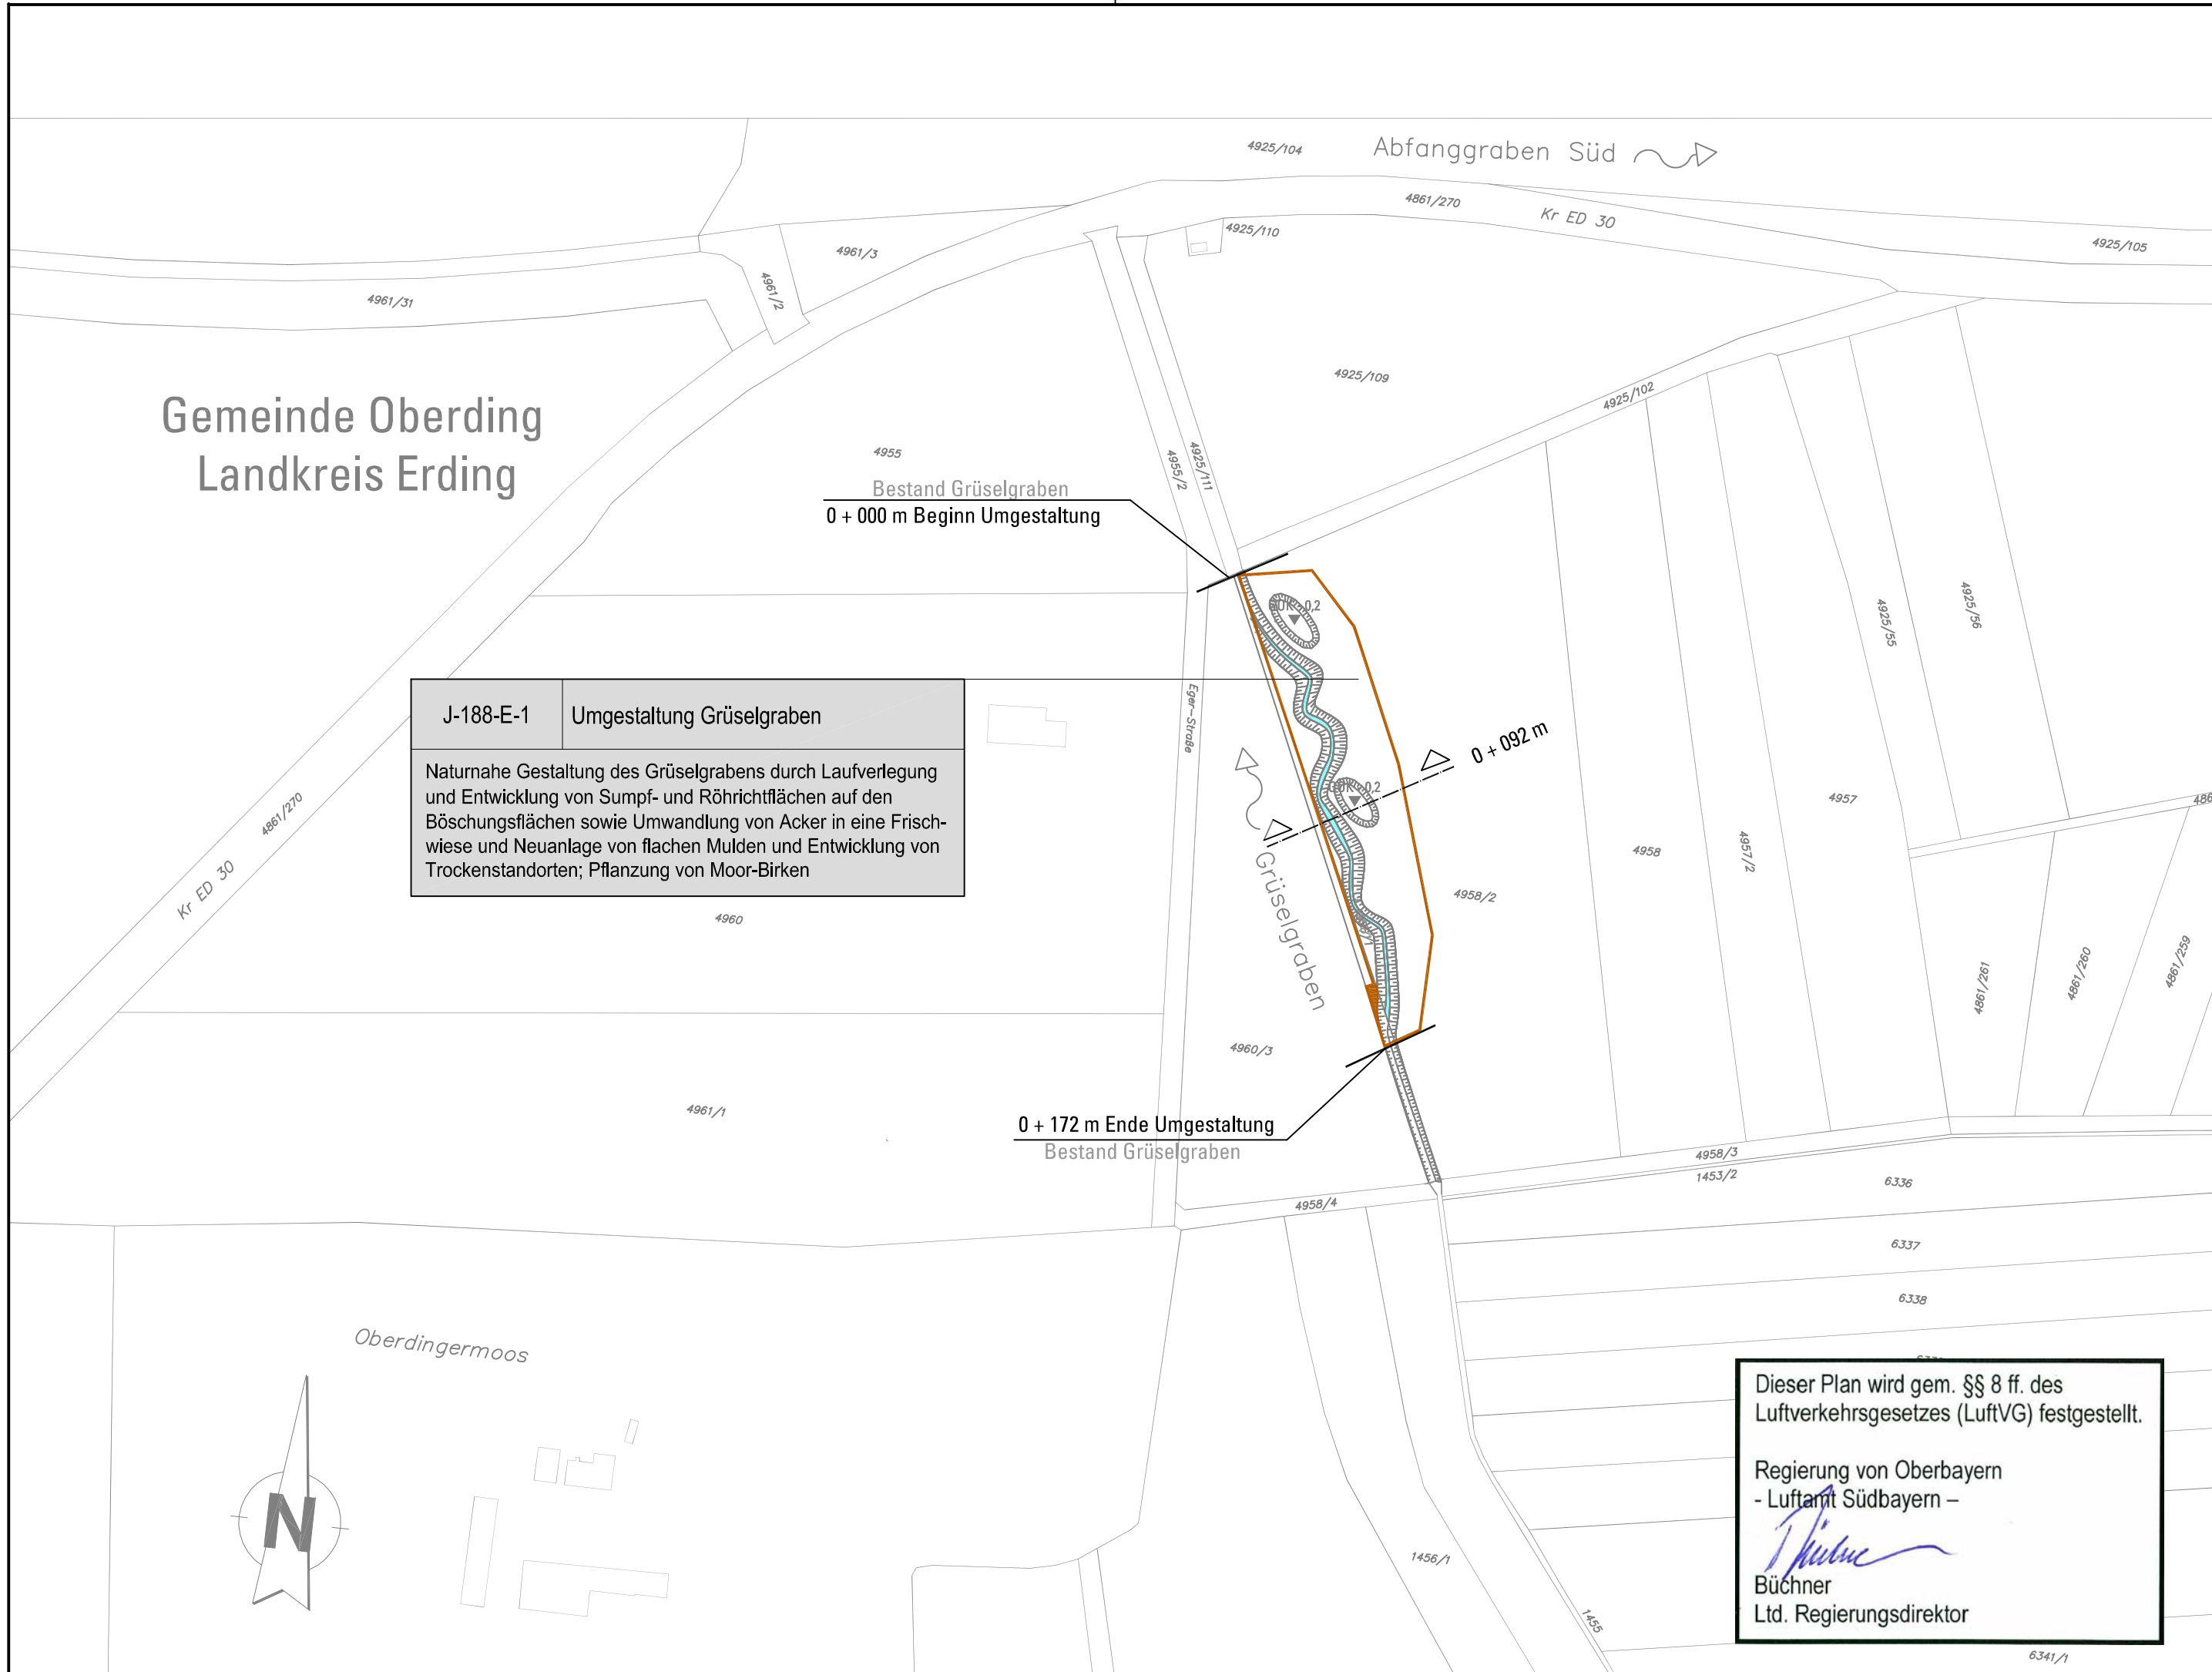 4925/104
Abfanggraben Süd
4861/270
Kr ED 30
4925/105
4925/110
4961/3
4961/2
4961/31
4925/109
4925/102
Gemeinde Oberding
Landkreis Erding
4955
4955/2
4925/111
Bestand Grüselgraben
0 + 000 m Beginn Umgestaltung
4925/55
4925/56
J-188-E-1
Umgestaltung Grüselgraben
Naturnahe Gestaltung des Grüselgrabens durch Laufverlegung
und Entwicklung von Sumpf- und Röhrichtflächen auf den
Böschungsflächen sowie Umwandlung von Acker in eine Frisch-
wiese und Neuanlage von flachen Mulden und Entwicklung von
Trockenstandorten; Pflanzung von Moor-Birken
Eger-Straße
0 + 092 m
4957
4957/2
4958
4958/2
Grüselgraben
4861/270
Kr ED 30
4960
4861/261
4861/260
4861/259
4960/3
4961/1
0 + 172 m Ende Umgestaltung
Bestand Grüselgraben
4958/3
1453/2
6336
4958/4
6337
6338
Oberdingermoos
N
1456/1
1455
Dieser Plan wird gem. §§ 8 ff. des
Luftverkehrsgesetzes (LuftVG) festgestellt.
Regierung von Oberbayern
- Luftamt Südbayern –
Büchner
Ltd. Regierungsdirektor
6341/1